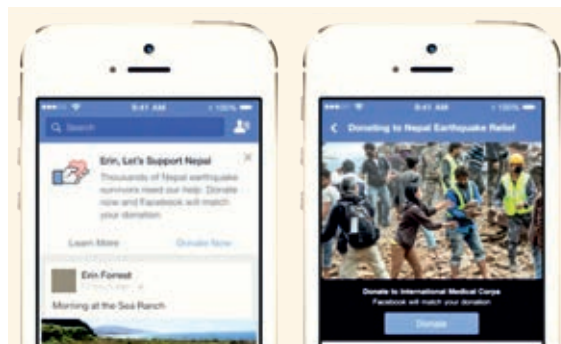 9:41 AM
100%
Search
Erin, Let's Support Nepal
Thousands of Nepal earthquake
survivors need our help. Donate
now and Facebook will match
your donation.
Learn More
Donate Now
Erin Forrest
Morning at the Sea Ranch
9:41 AM
100%
Donating to Nepal Earthquake Relief
Donate to International Medical Corps
Facebook will match your donation
Donate